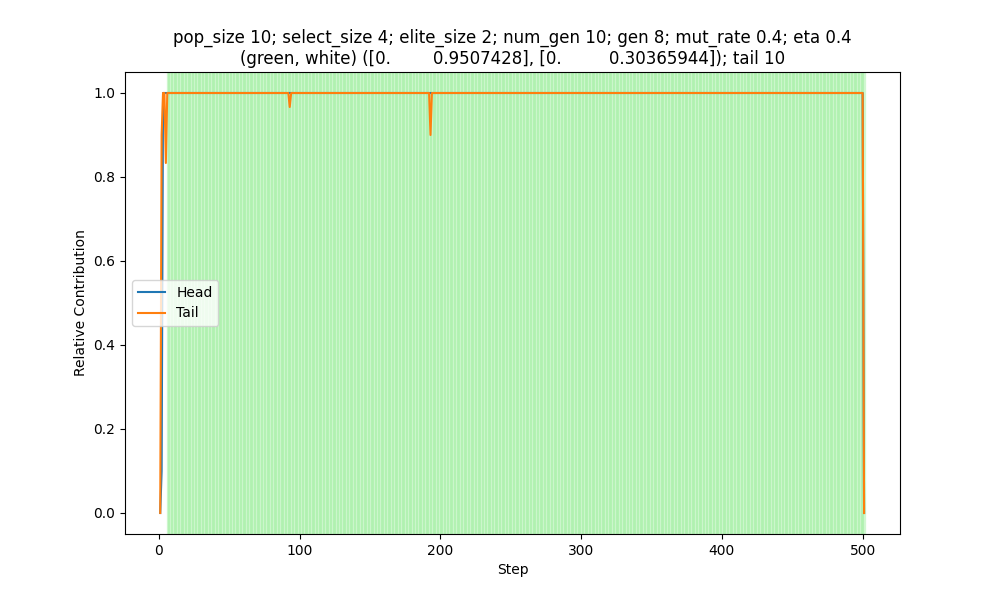 pop_size 10; select_size 4; elite_size 2; num_gen 10; gen 8; mut_rate 0.4; eta 0.4
(green, white) ([0. 0.9507428], [0. 0.30365944]); tail 10
1.0
0.8
0.6
0.4
0.2
0.0
Relative Contribution
Head
Tail
0 100 200 300 400 500
Step